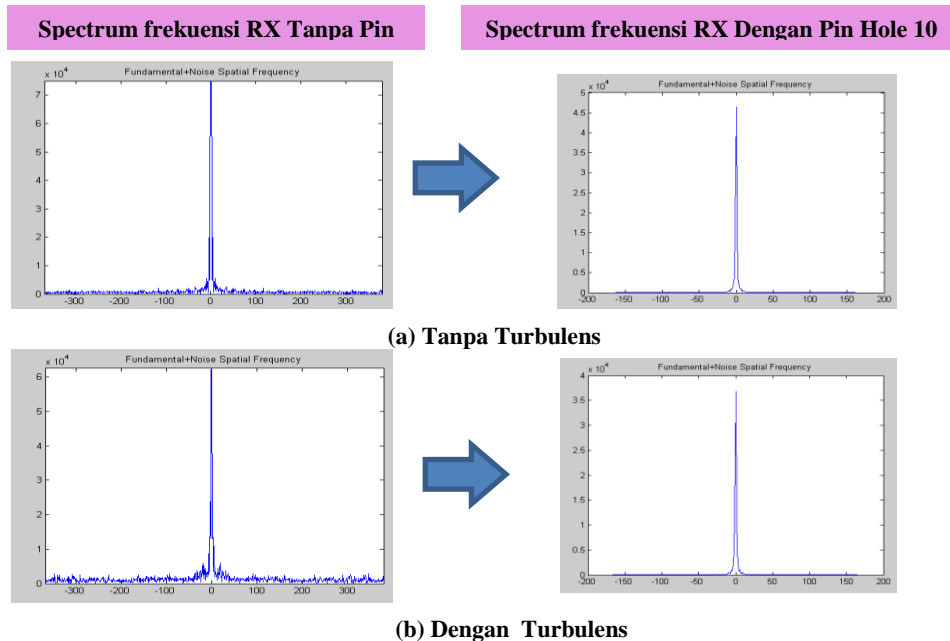 Spectrum frekuensi RX Tanpa Pin
Spectrum frekuensi RX Dengan Pin Hole 10
x 10^4
Fundamental+Noise Spatial Frequency
7
6
5
4
3
2
1
0
-300 -200 -100 0 100 200 300
x 10^4
Fundamental+Noise Spatial Frequency
5
4.5
4
3.5
3
2.5
2
1.5
1
0.5
0
-200 -150 -100 -50 0 50 100 150 200
(a) Tanpa Turbulens
x 10^4
Fundamental+Noise Spatial Frequency
6
5
4
3
2
1
0
-300 -200 -100 0 100 200 300
x 10^4
Fundamental+Noise Spatial Frequency
4
3.5
3
2.5
2
1.5
1
0.5
0
-200 -150 -100 -50 0 50 100 150 200
(b) Dengan Turbulens